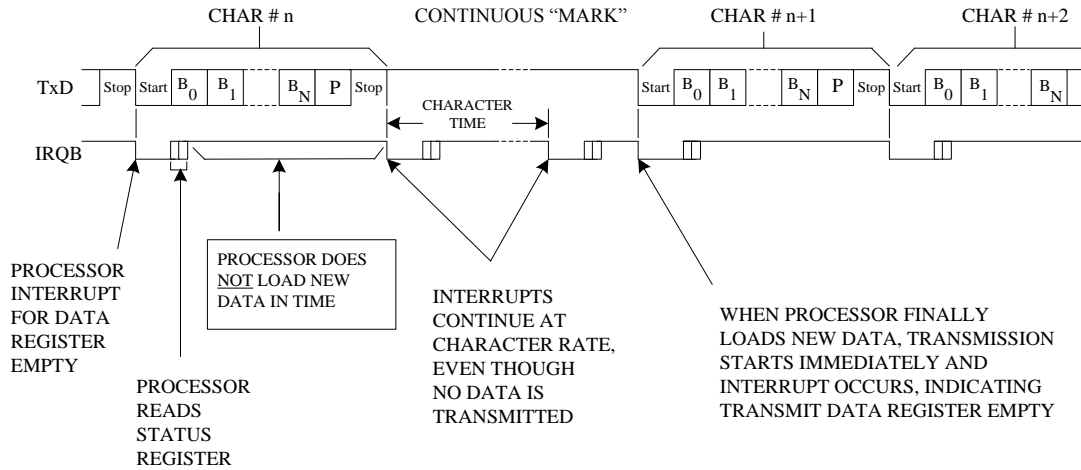 CHAR # n
CONTINUOUS “MARK”
CHAR # n+1
CHAR # n+2
TxD
Stop
Start
B0
B1
BN
P
Stop
Start
B0
B1
BN
P
Stop
Start
B0
B1
BN
CHARACTER
TIME
IRQB
PROCESSOR
INTERRUPT
FOR DATA
REGISTER
EMPTY
PROCESSOR
READS
STATUS
REGISTER
PROCESSOR DOES
NOT LOAD NEW
DATA IN TIME
INTERRUPTS
CONTINUE AT
CHARACTER RATE,
EVEN THOUGH
NO DATA IS
TRANSMITTED
WHEN PROCESSOR FINALLY
LOADS NEW DATA, TRANSMISSION
STARTS IMMEDIATELY AND
INTERRUPT OCCURS, INDICATING
TRANSMIT DATA REGISTER EMPTY